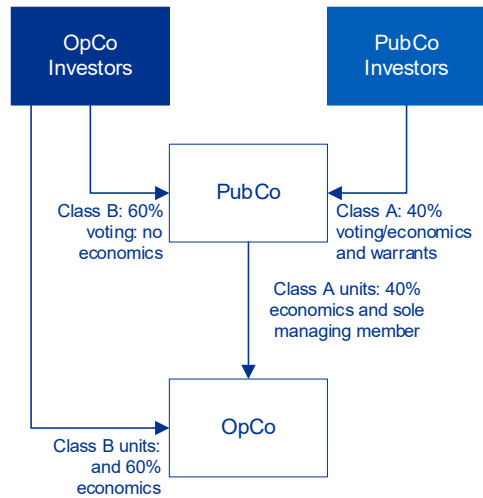 OpCo
Investors
PubCo
Investors
PubCo
Class B: 60%
voting: no
economics
Class A: 40%
voting/economics
and warrants
Class A units: 40%
economics and sole
managing member
OpCo
Class B units:
and 60%
economics